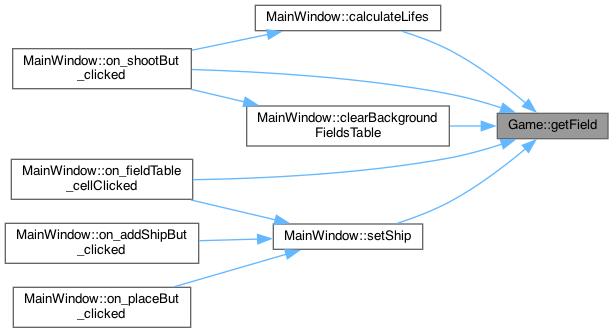 MainWindow::calculateLifes
MainWindow::on_shootBut
_clicked
MainWindow::clearBackground
FieldsTable
Game::getField
MainWindow::on_fieldTable
_cellClicked
MainWindow::on_addShipBut
_clicked
MainWindow::setShip
MainWindow::on_placeBut
_clicked